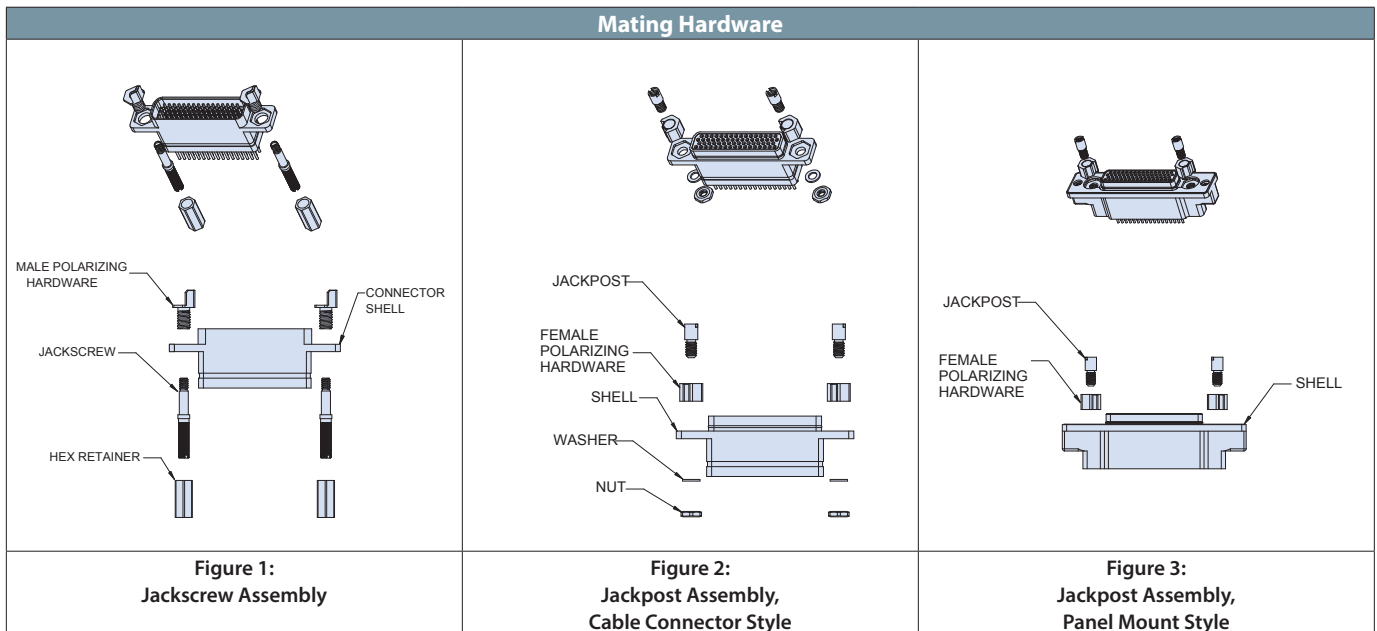 Mating Hardware
MALE POLARIZING
HARDWARE
CONNECTOR
SHELL
JACKSCREW
HEX RETAINER
JACKPOST
FEMALE
POLARIZING
HARDWARE
SHELL
WASHER
NUT
JACKPOST
FEMALE
POLARIZING
HARDWARE
SHELL
Figure 1:
Jackscrew Assembly
Figure 2:
Jackpost Assembly,
Cable Connector Style
Figure 3:
Jackpost Assembly,
Panel Mount Style